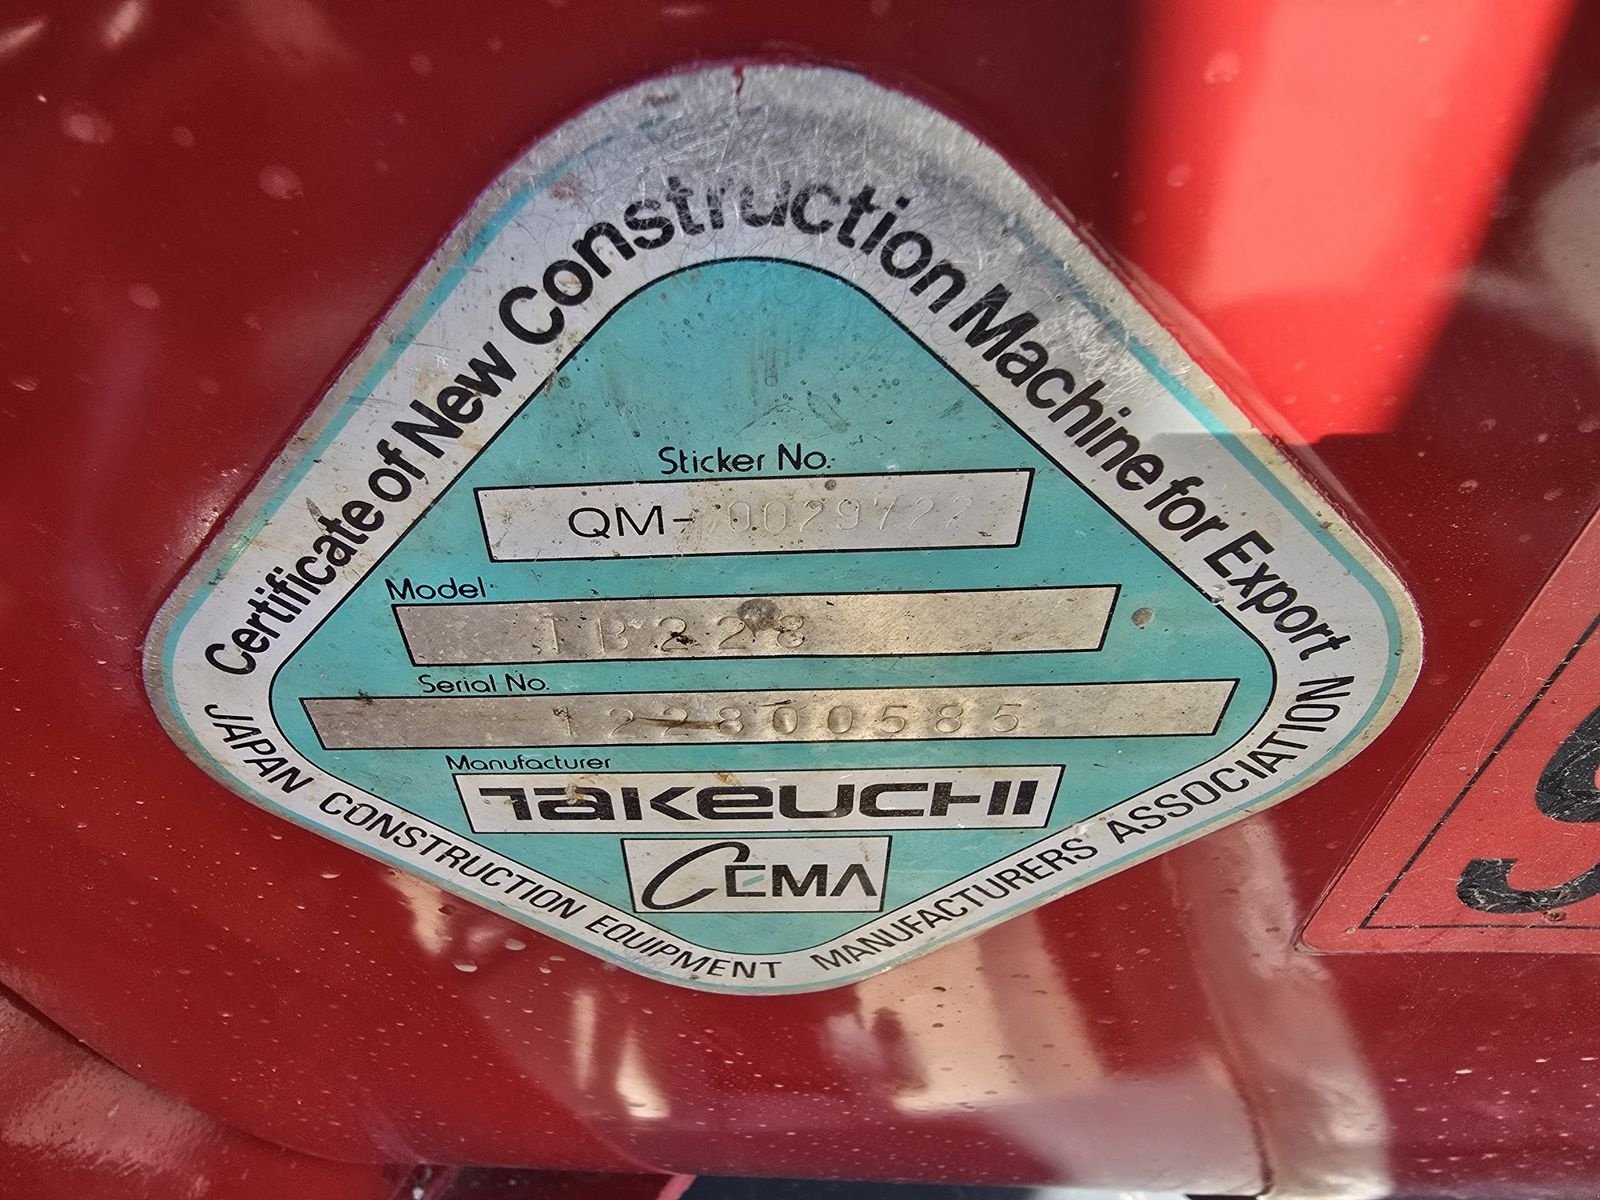 Certificate of New Construction Machine for Export
Sticker No.
QM-0029722
Model
TB228
Serial No.
122800585
Manufacturer
TAKEUCHI
CEMA
JAPAN CONSTRUCTION EQUIPMENT MANUFACTURERS ASSOCIATION